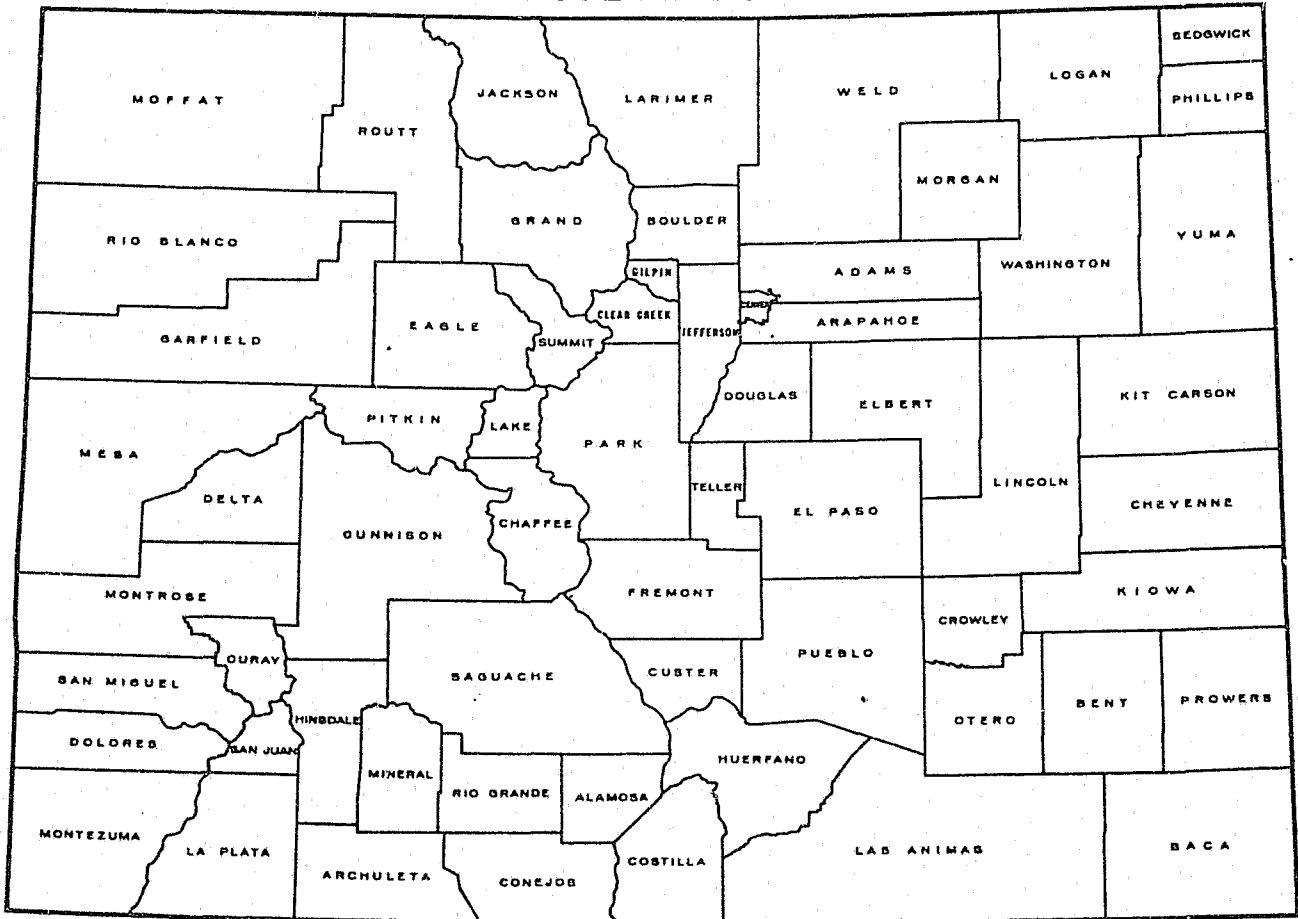 SEDGWICK
LOGAN
WELD
JACKSON
LARIMER
MOFFAT
PHILLIPS
ROUTT
MORGAN
GRAND
BOULDER
YUMA
RIO BLANCO
GILPIN
ADAMS
WASHINGTON
DENVER
CLEAR CREEK
ARAPAHOE
EAGLE
JEFFERSON
GARFIELD
SUMMIT
DOUGLAS
ELBERT
KIT CARSON
PITKIN
LAKE
PARK
MESA
DELTA
TELLER
LINCOLN
CHEYENNE
EL PASO
CHAFFEE
GUNNISON
MONTROSE
FREMONT
KIOWA
CROWLEY
OURAY
PUEBLO
SAN MIGUEL
SAGUACHE
CUSTER
PROWERS
BENT
HINSDALE
OTERO
DOLORES
SAN JUAN
HUERFANO
MINERAL
RIO GRANDE
ALAMOSA
MONTEZUMA
LA PLATA
LAS ANIMAS
BACA
COSTILLA
ARCHULETA
CONEJOS